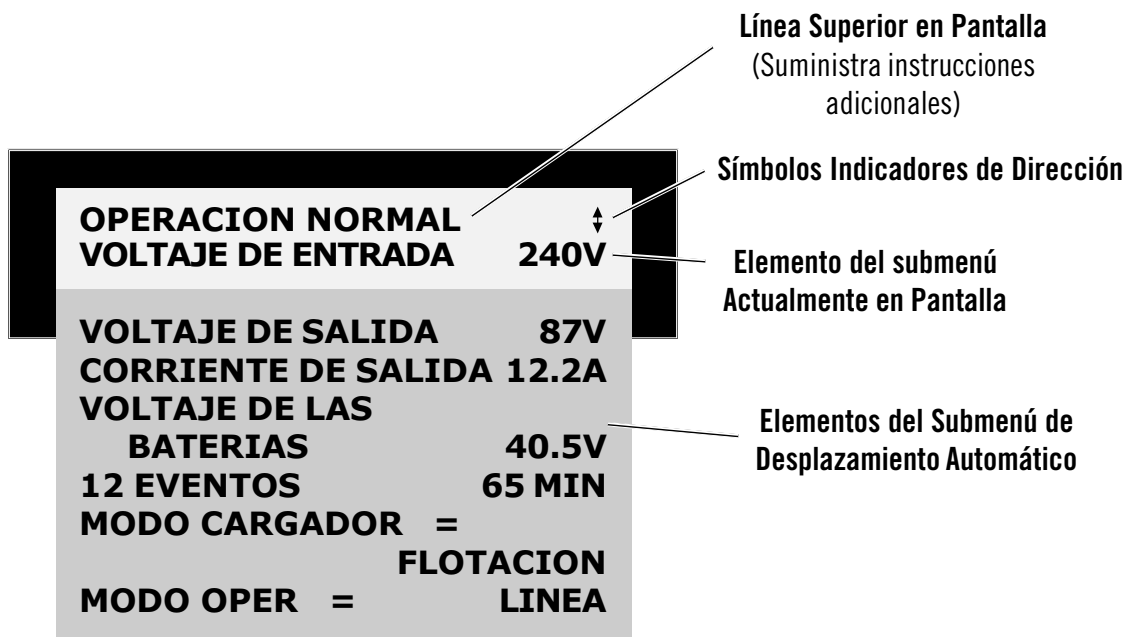 Línea Superior en Pantalla
(Suministra instrucciones
adicionales)
Símbolos Indicadores de Dirección
OPERACION NORMAL
VOLTAJE DE ENTRADA 240V
Elemento del submenú
Actualmente en Pantalla
VOLTAJE DE SALIDA 87V
CORRIENTE DE SALIDA 12.2A
VOLTAJE DE LAS
BATERIAS 40.5V
12 EVENTOS 65 MIN
MODO CARGADOR =
FLOTACION
MODO OPER = LINEA
Elementos del Submenú de
Desplazamiento Automático